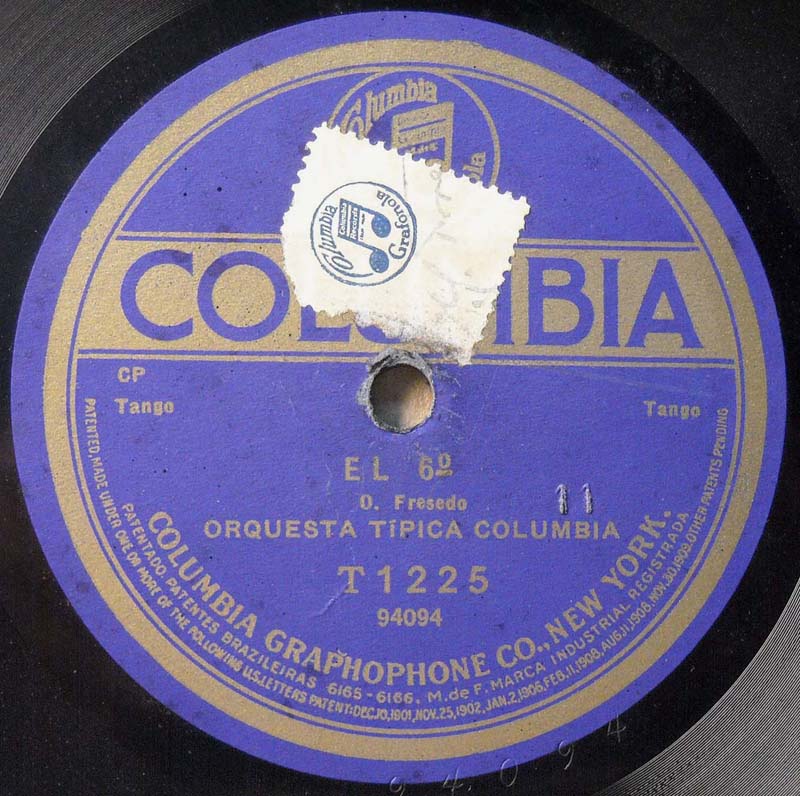 Columbia
Columbia
Columbia
Records
Grafonola
COLUMBIA
CP
Tango
Tango
EL 6º
O. Fresedo
11
ORQUESTA TÍPICA COLUMBIA
T1225
94094
COLUMBIA GRAPHOPHONE CO., NEW YORK.
PATENTADO. PATENTES BRAZILEIRAS 6165-6166. M. de F. MARCA INDUSTRIAL REGISTRADA
PATENTED, MADE UNDER ONE OR MORE OF THE FOLLOWING U.S. LETTERS PATENT: DEC.10,1901, NOV.25,1902, JAN.2,1906, FEB.11,1908, AUG.11,1908, NOV.30,1909. OTHER PATENTS PENDING
94094